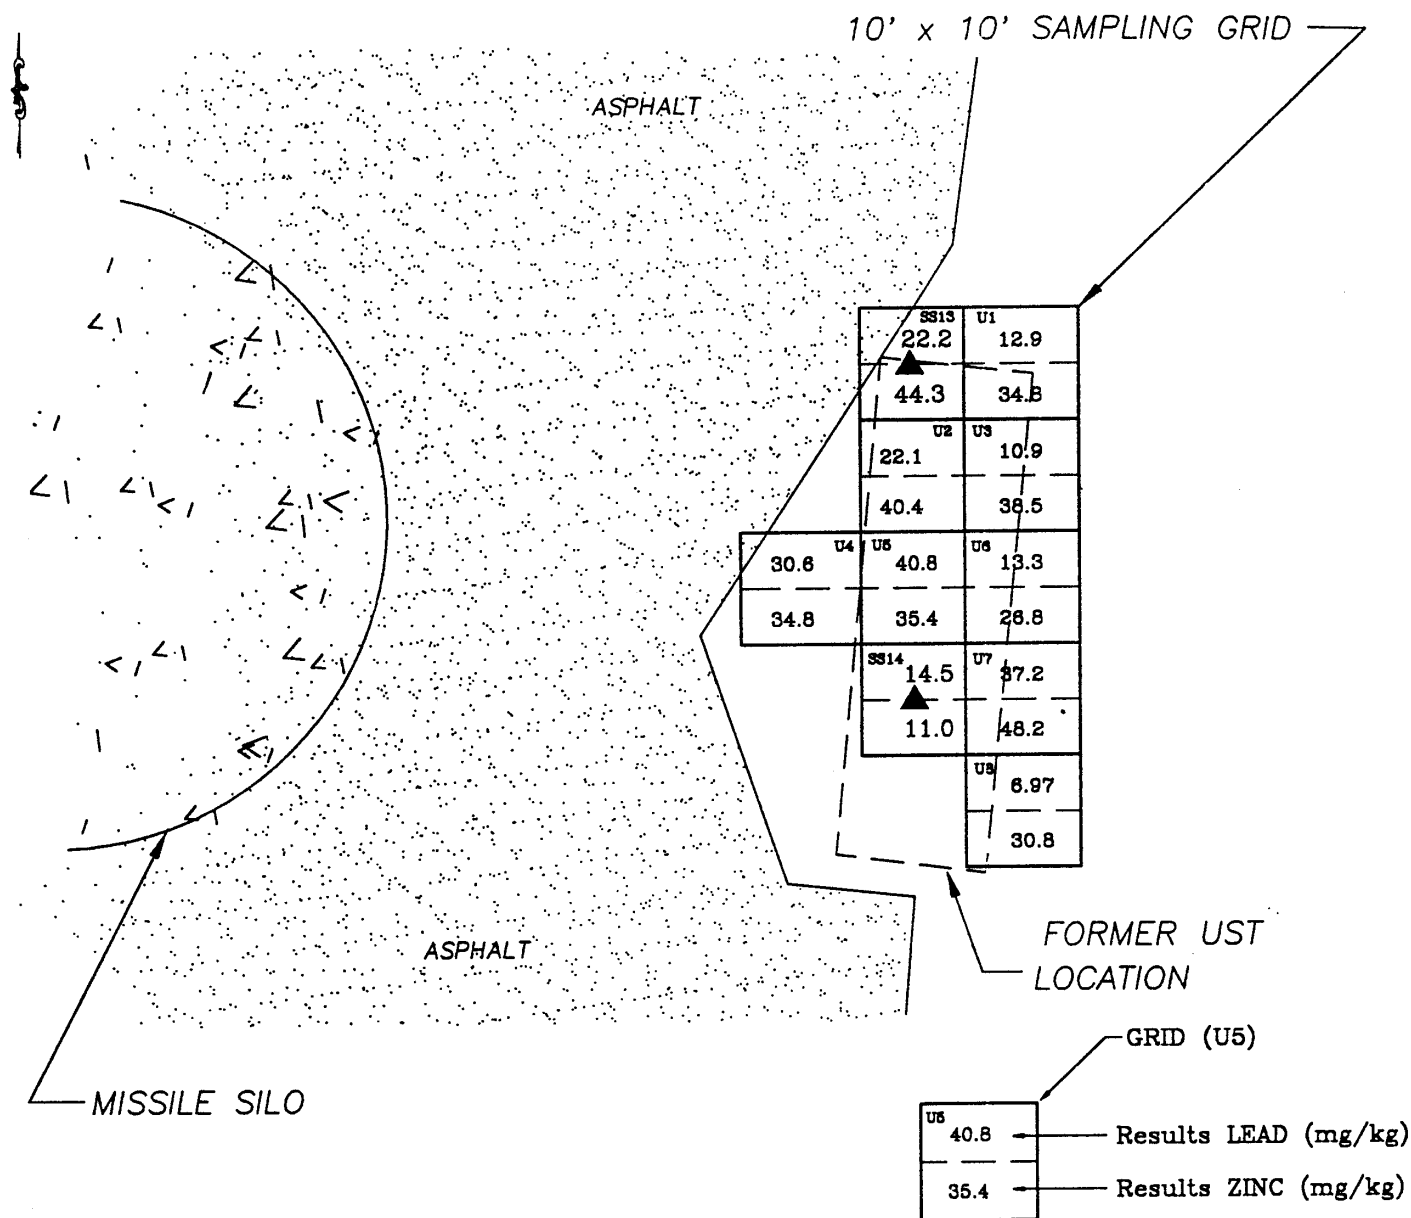 10' x 10' SAMPLING GRID
ASPHALT
SS13 U1
22.2 12.9
44.3 34.8
U2 U3
22.1 10.9
40.4 38.5
U4 U5 U6
30.6 40.8 13.3
34.8 35.4 26.8
SS14 U7
14.5 37.2
11.0 48.2
U8
6.97
30.8
ASPHALT
FORMER UST
LOCATION
MISSILE SILO
GRID (U5)
U5
40.8 Results LEAD (mg/kg)
35.4 Results ZINC (mg/kg)